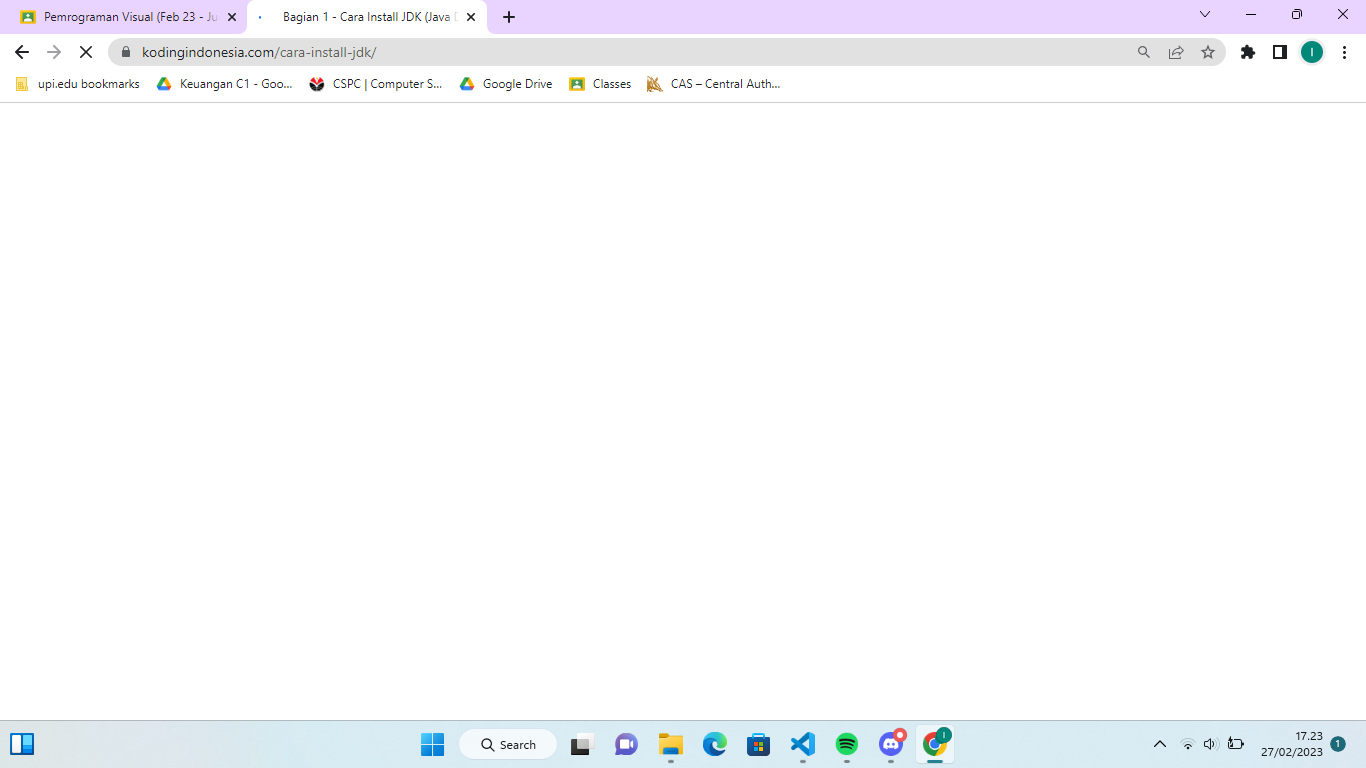 Pemrograman Visual (Feb 23 - Ju
Bagian 1 - Cara Install JDK (Java D
kodingindonesia.com/cara-install-jdk/
I
upi.edu bookmarks
Keuangan C1 - Goo...
CSPC | Computer S...
Google Drive
Classes
CAS – Central Auth...
Search
I
17.23
27/02/2023
1